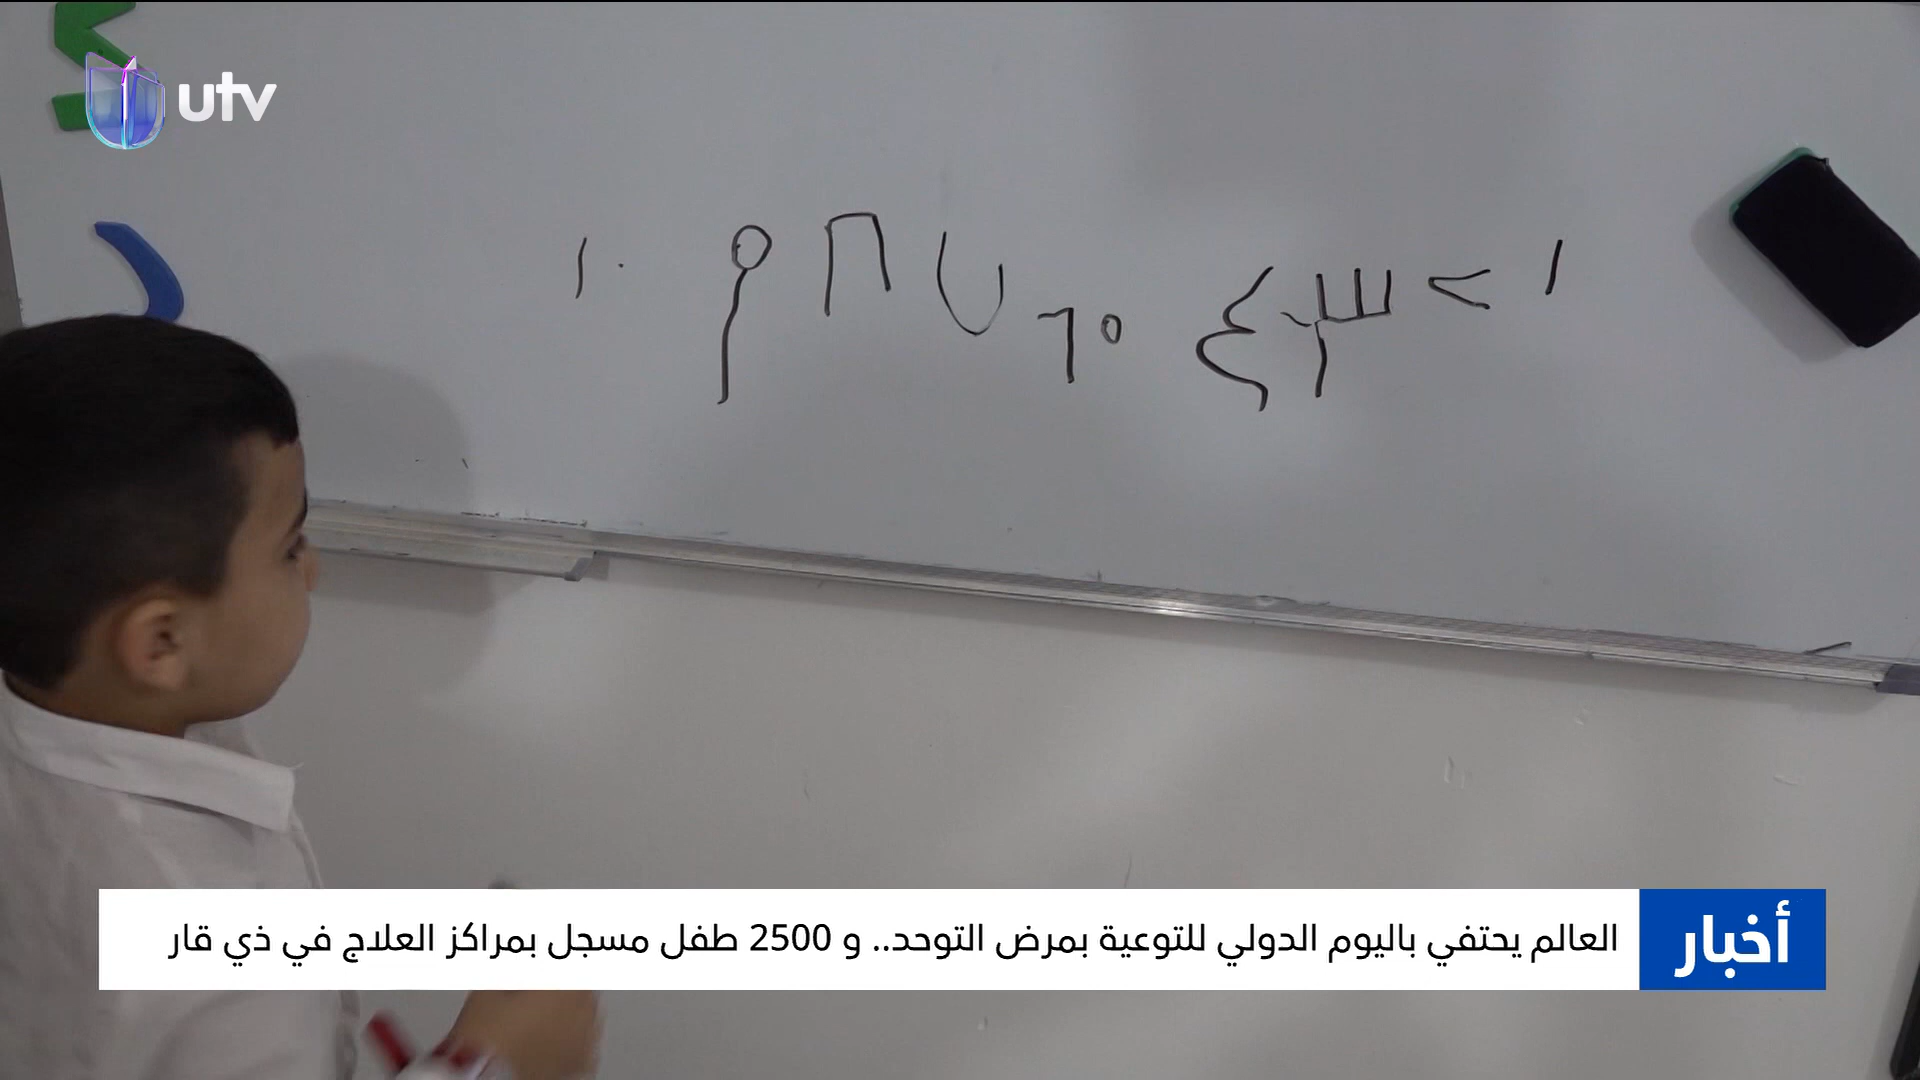 utv
١ ٢ ٣ ٤ ٥ ٦ ٧ ٨ ٩ ١٠
أخبار
العالم يحتفي باليوم الدولي للتوعية بمرض التوحد.. و 2500 طفل مسجل بمراكز العلاج في ذي قار